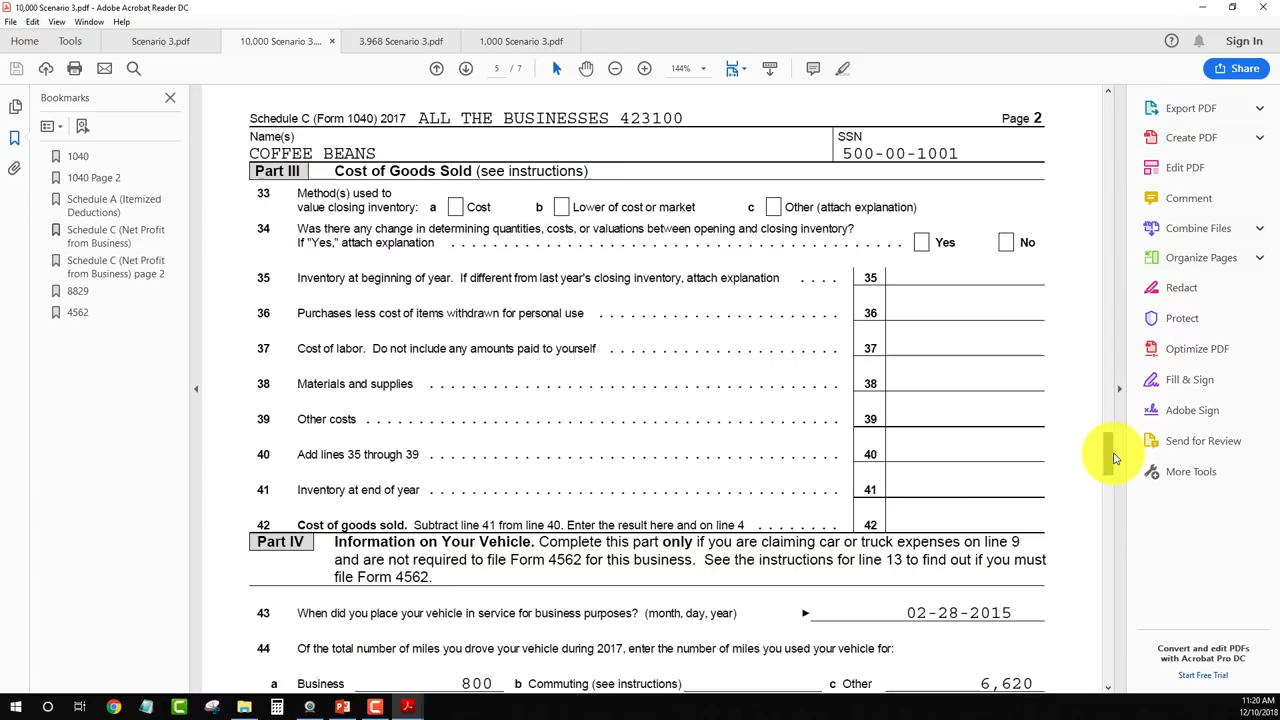 10,000 Scenario 3.pdf - Adobe Acrobat Reader DC
File Edit View Window Help
Home Tools Scenario 3.pdf 10,000 Scenario 3.... × 3,968 Scenario 3.pdf 1,000 Scenario 3.pdf Sign In
5 / 7 144% Share
Bookmarks
1040
1040 Page 2
Schedule A (Itemized
Deductions)
Schedule C (Net Profit
from Business)
Schedule C (Net Profit
from Business) page 2
8829
4562
Schedule C (Form 1040) 2017 ALL THE BUSINESSES 423100 Page 2
Name(s) SSN
COFFEE BEANS 500-00-1001
Part III Cost of Goods Sold (see instructions)
33 Method(s) used to
value closing inventory: a Cost b Lower of cost or market c Other (attach explanation)
34 Was there any change in determining quantities, costs, or valuations between opening and closing inventory?
If "Yes," attach explanation . . . . . . . . . . . . . . . . . . . . . . . . . . . . . . . . . . Yes No
35 Inventory at beginning of year. If different from last year's closing inventory, attach explanation . . . . 35
36 Purchases less cost of items withdrawn for personal use . . . . . . . . . . . . . . . . . . . 36
37 Cost of labor. Do not include any amounts paid to yourself . . . . . . . . . . . . . . . . . . 37
38 Materials and supplies . . . . . . . . . . . . . . . . . . . . . . . . . . . . . . . . 38
39 Other costs . . . . . . . . . . . . . . . . . . . . . . . . . . . . . . . . . . . . . 39
40 Add lines 35 through 39 . . . . . . . . . . . . . . . . . . . . . . . . . . . . . . . . 40
41 Inventory at end of year . . . . . . . . . . . . . . . . . . . . . . . . . . . . . . . . 41
42 Cost of goods sold. Subtract line 41 from line 40. Enter the result here and on line 4 . . . . . . . . 42
Part IV Information on Your Vehicle. Complete this part only if you are claiming car or truck expenses on line 9
and are not required to file Form 4562 for this business. See the instructions for line 13 to find out if you must
file Form 4562.
43 When did you place your vehicle in service for business purposes? (month, day, year) ► 02-28-2015
44 Of the total number of miles you drove your vehicle during 2017, enter the number of miles you used your vehicle for:
a Business 800 b Commuting (see instructions) c Other 6,620
Export PDF
Create PDF
Edit PDF
Comment
Combine Files
Organize Pages
Redact
Protect
Optimize PDF
Fill & Sign
Adobe Sign
Send for Review
More Tools
Convert and edit PDFs
with Acrobat Pro DC
Start Free Trial
11:20 AM
12/10/2018